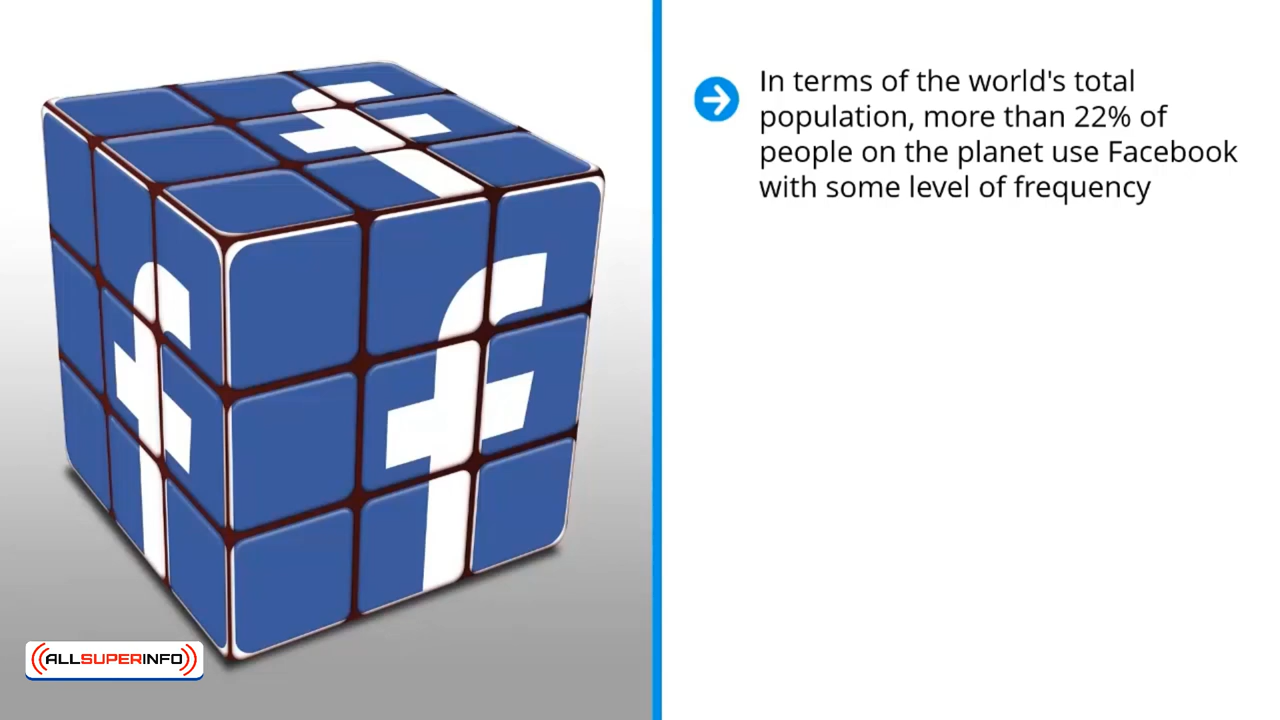 In terms of the world's total
population, more than 22% of
people on the planet use Facebook
with some level of frequency
ALLSUPERINFO